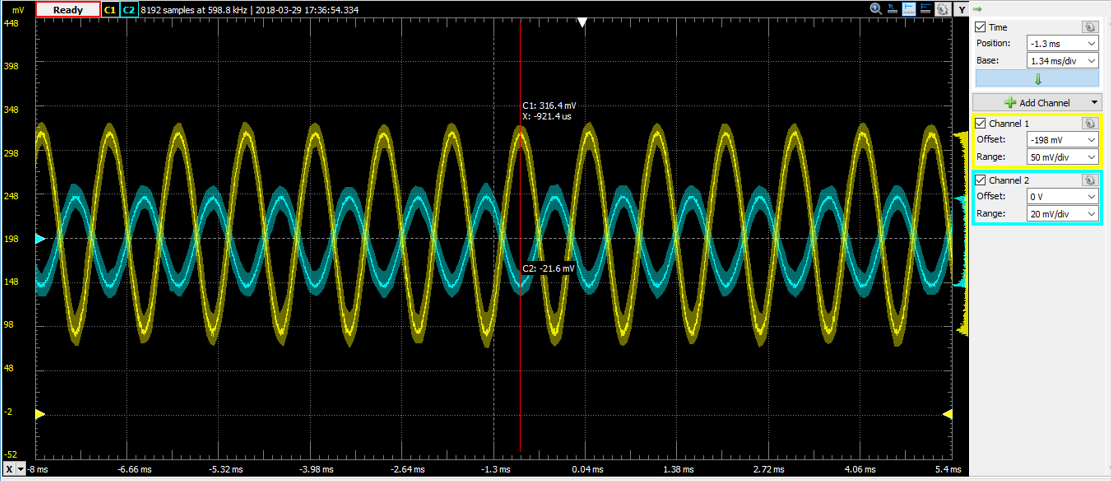 mV Ready C1 C2 8192 samples at 598.8 kHz | 2018-03-29 17:36:54.334 Y
448
398
348
298
248
198
148
98
48
-2
-52
C1: 316.4 mV
X: -921.4 us
C2: -21.6 mV
X -8 ms -6.66 ms -5.32 ms -3.98 ms -2.64 ms -1.3 ms 0.04 ms 1.38 ms 2.72 ms 4.06 ms 5.4 ms
Time
Position: -1.3 ms
Base: 1.34 ms/div
Add Channel
Channel 1
Offset: -198 mV
Range: 50 mV/div
Channel 2
Offset: 0 V
Range: 20 mV/div